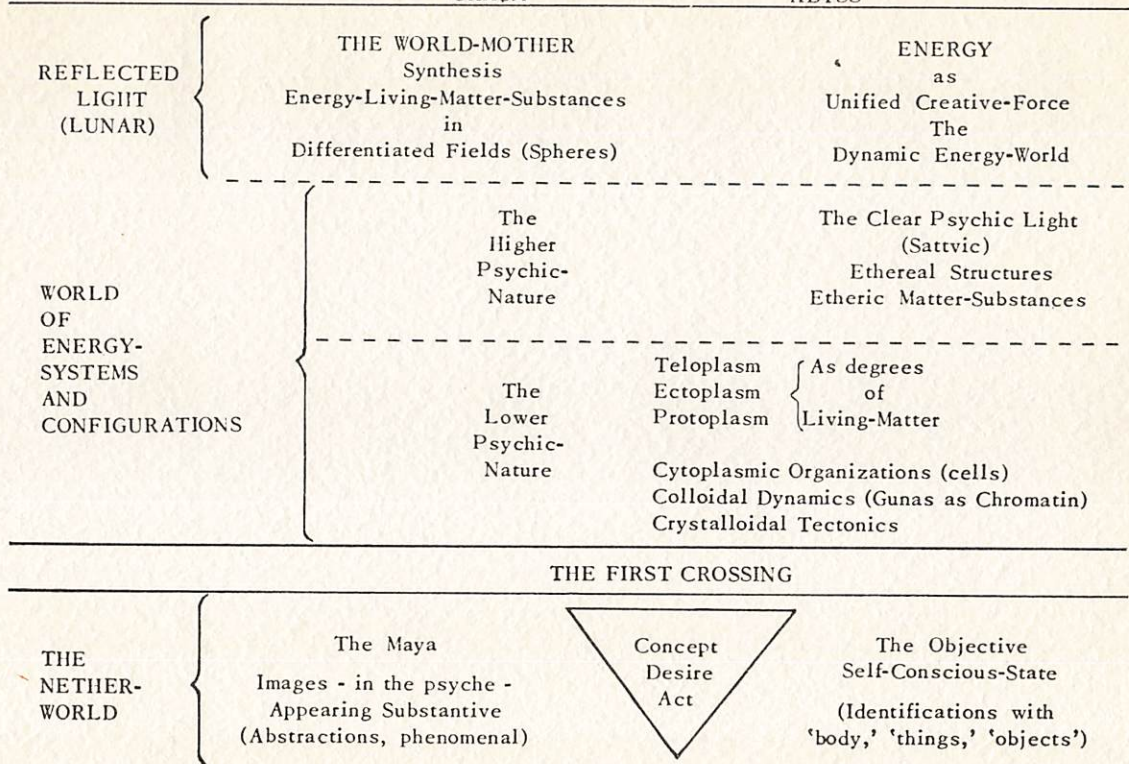 ABYSS
REFLECTED
LIGHT
(LUNAR)
THE WORLD-MOTHER
Synthesis
Energy-Living-Matter-Substances
in
Differentiated Fields (Spheres)
ENERGY
as
Unified Creative-Force
The
Dynamic Energy-World
WORLD
OF
ENERGY-
SYSTEMS
AND
CONFIGURATIONS
The
Higher
Psychic-
Nature
The Clear Psychic Light
(Sattvic)
Ethereal Structures
Etheric Matter-Substances
The
Lower
Psychic-
Nature
Teloplasm
Ectoplasm
Protoplasm
As degrees
of
Living-Matter
Cytoplasmic Organizations (cells)
Colloidal Dynamics (Gunas as Chromatin)
Crystalloidal Tectonics
THE FIRST CROSSING
THE
NETHER-
WORLD
The Maya
Images - in the psyche -
Appearing Substantive
(Abstractions, phenomenal)
Concept
Desire
Act
The Objective
Self-Conscious-State
(Identifications with
‘body,’ ‘things,’ ‘objects’)